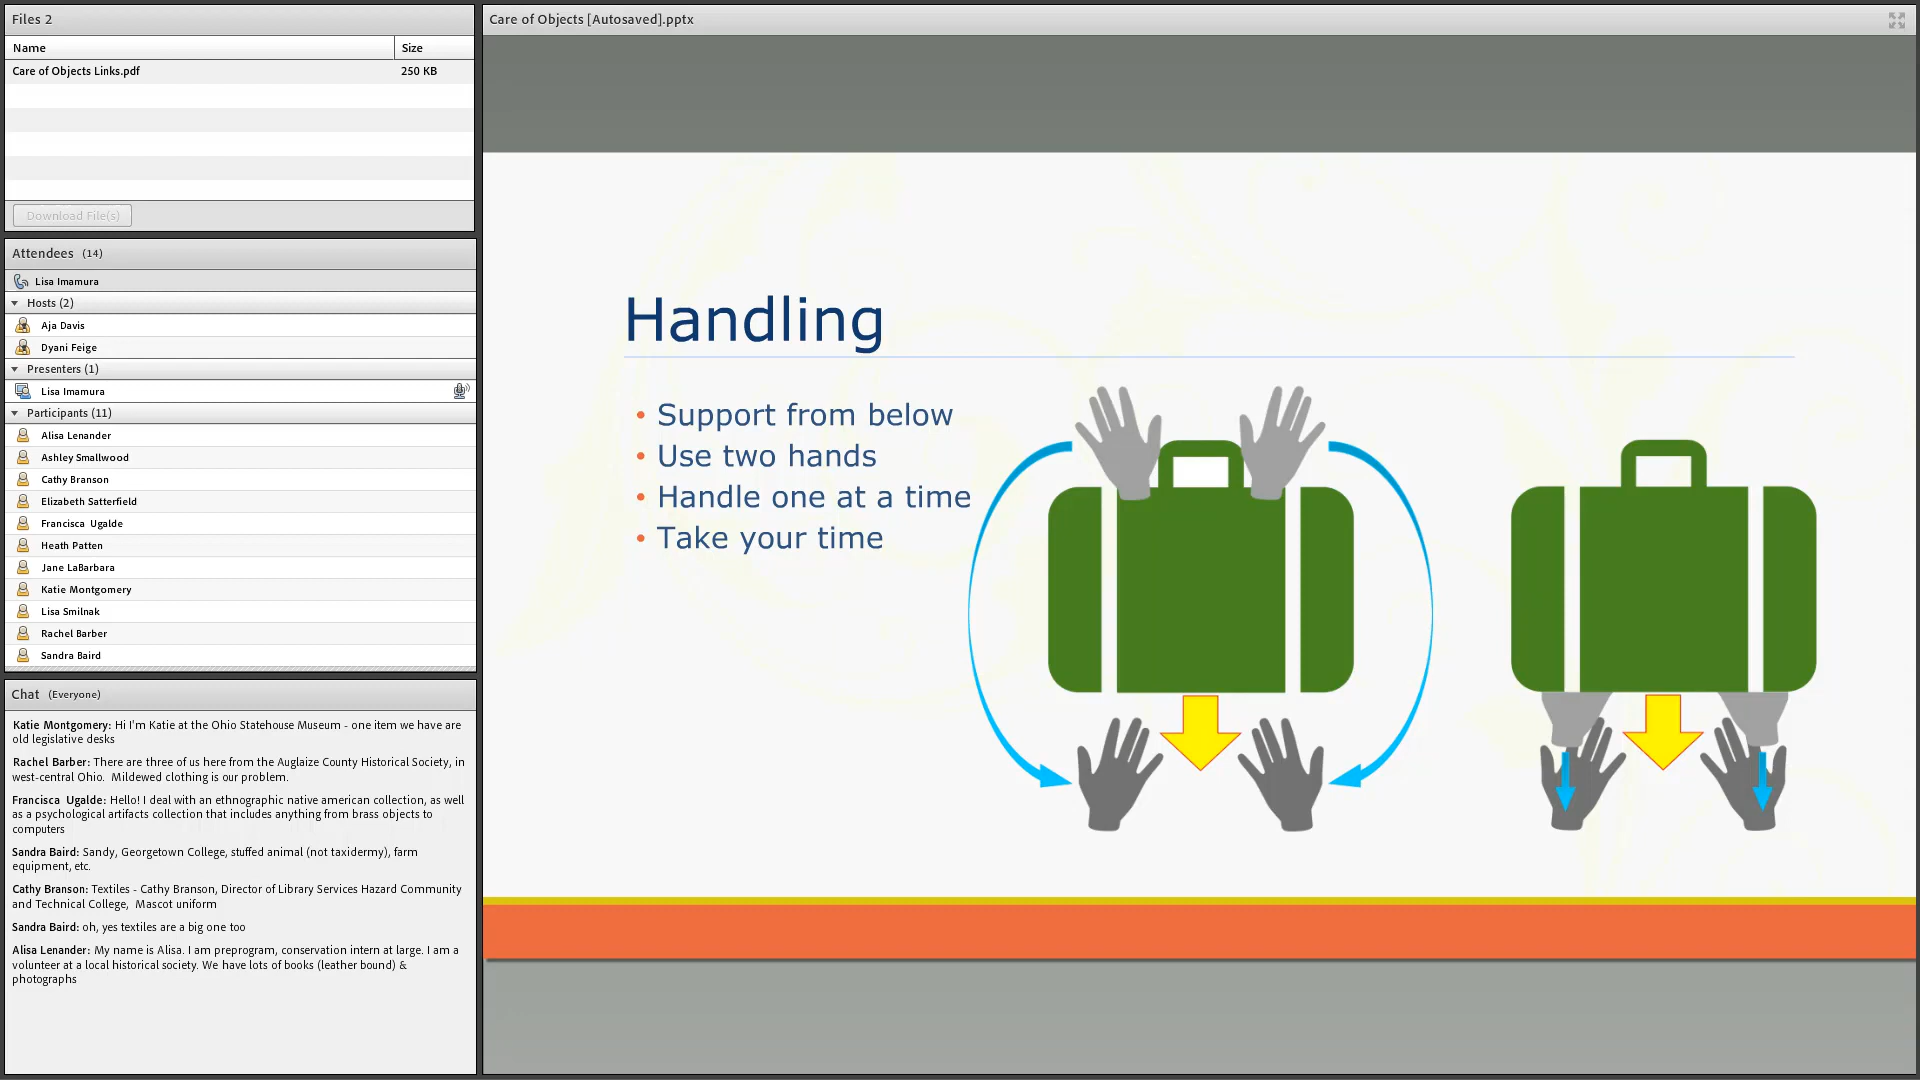 Files 2
Name Size
Care of Objects Links.pdf 250 KB
Download File(s)
Attendees (14)
Lisa Imamura
Hosts (2)
Aja Davis
Dyani Feige
Presenters (1)
Lisa Imamura
Participants (11)
Alisa Lenander
Ashley Smallwood
Cathy Branson
Elizabeth Satterfield
Francisca Ugalde
Heath Patten
Jane LaBarbara
Katie Montgomery
Lisa Smilnak
Rachel Barber
Sandra Baird
Chat (Everyone)
Katie Montgomery: Hi I'm Katie at the Ohio Statehouse Museum - one item we have are
old legislative desks
Rachel Barber: There are three of us here from the Auglaize County Historical Society, in
west-central Ohio. Mildewed clothing is our problem.
Francisca Ugalde: Hello! I deal with an ethnographic native american collection, as well
as a psychological artifacts collection that includes anything from brass objects to
computers
Sandra Baird: Sandy, Georgetown College, stuffed animal (not taxidermy), farm
equipment, etc.
Cathy Branson: Textiles - Cathy Branson, Director of Library Services Hazard Community
and Technical College, Mascot uniform
Sandra Baird: oh, yes textiles are a big one too
Alisa Lenander: My name is Alisa. I am preprogram, conservation intern at large. I am a
volunteer at a local historical society. We have lots of books (leather bound) &
photographs
Care of Objects [Autosaved].pptx
Handling
• Support from below
• Use two hands
• Handle one at a time
• Take your time